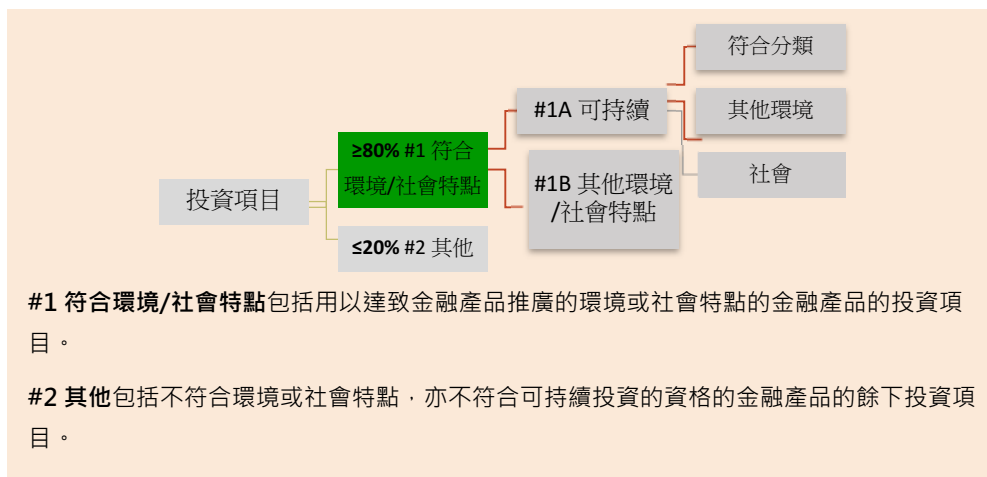 符合分類
#1A 可持續
其他環境
≥80% #1 符合
環境/社會特點
社會
#1B 其他環境
/社會特點
投資項目
≤20% #2 其他
#1 符合環境/社會特點包括用以達致金融產品推廣的環境或社會特點的金融產品的投資項
目。
#2 其他包括不符合環境或社會特點，亦不符合可持續投資的資格的金融產品的餘下投資項
目。